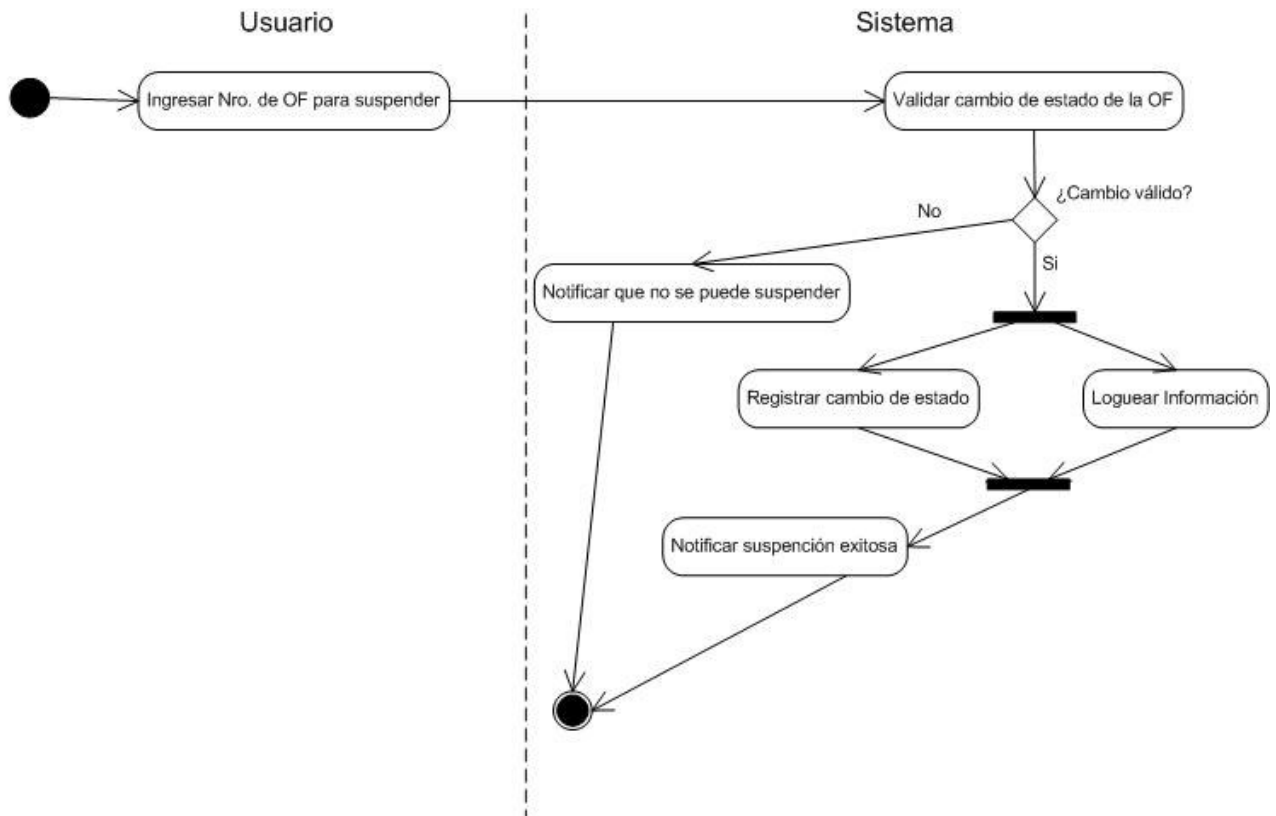 Usuario
Sistema
Ingresar Nro. de OF para suspender
Validar cambio de estado de la OF
¿Cambio válido?
No
Si
Notificar que no se puede suspender
Registrar cambio de estado
Loguear Información
Notificar suspención exitosa